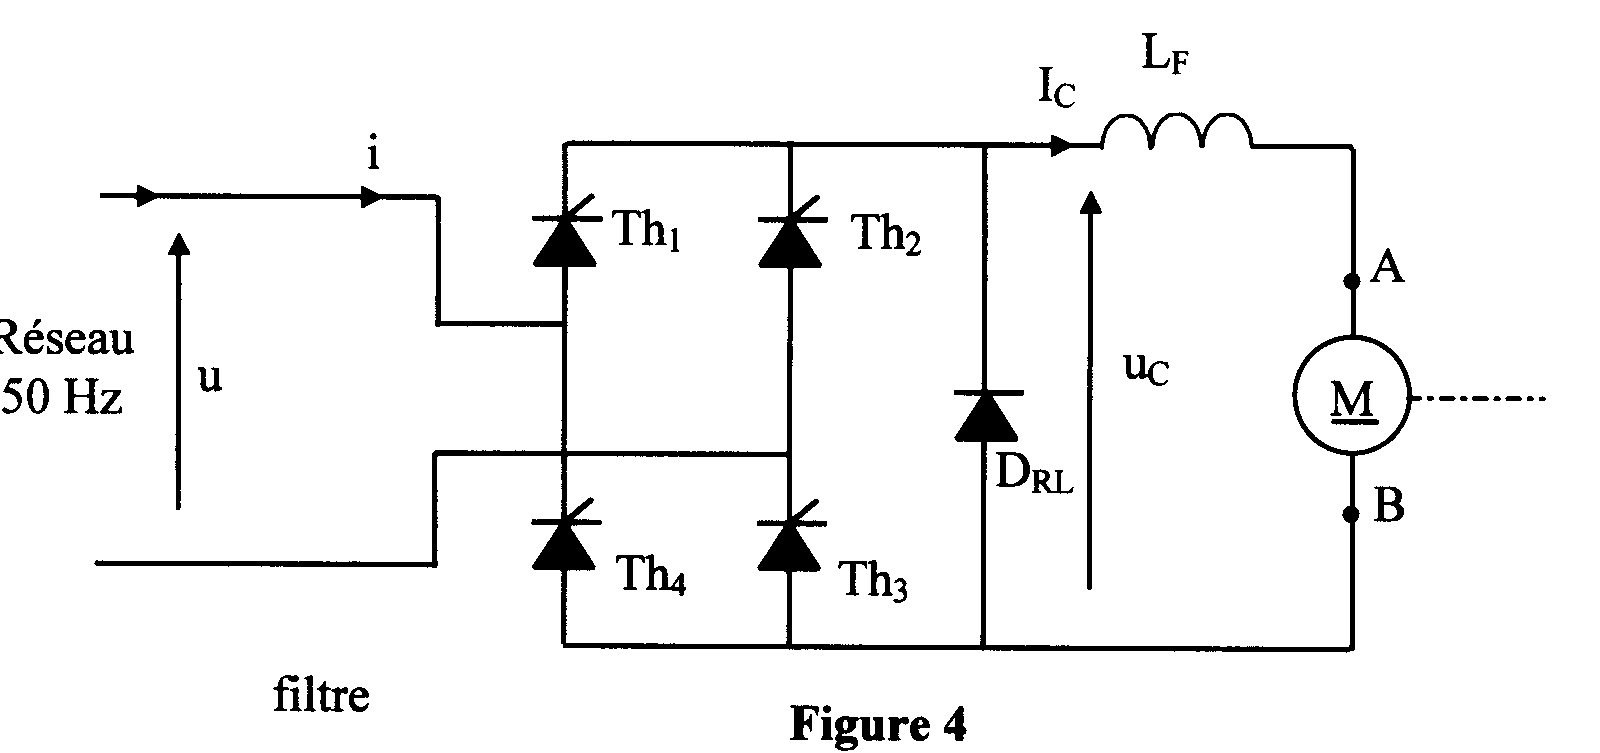 L_F
I_C
i
Th₁
Th₂
A
Réseau
50 Hz
u
u_C
M
D_RL
B
Th₄
Th₃
filtre
Figure 4